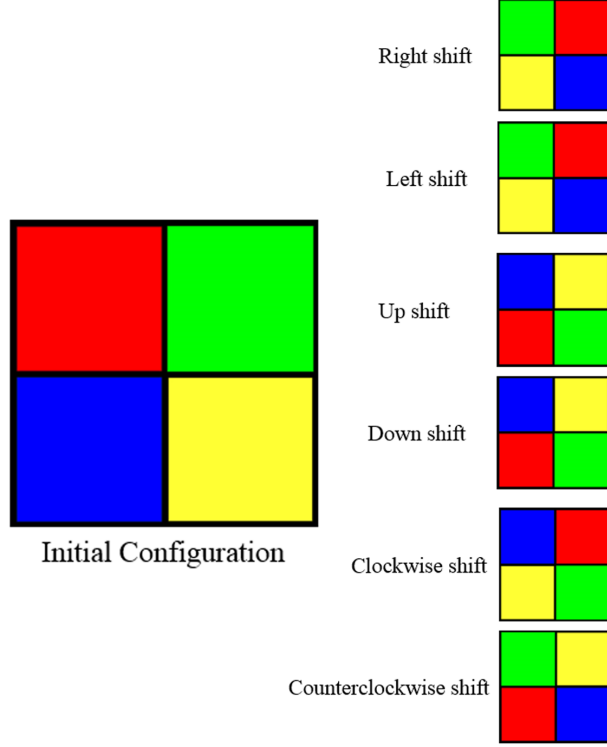 Right shift
Left shift
Up shift
Down shift
Initial Configuration
Clockwise shift
Counterclockwise shift